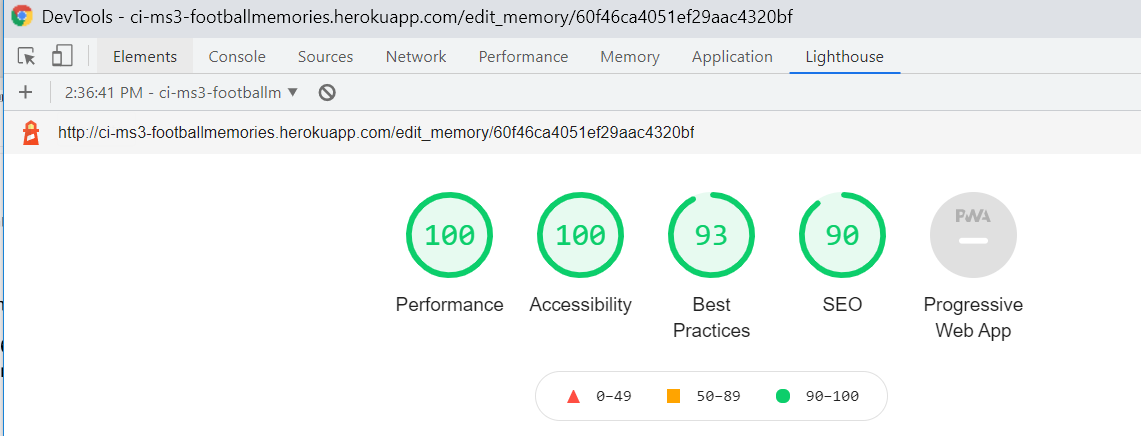 DevTools - ci-ms3-footballmemories.herokuapp.com/edit_memory/60f46ca4051ef29aac4320bf
Elements Console Sources Network Performance Memory Application Lighthouse
2:36:41 PM - ci-ms3-footballm
http://ci-ms3-footballmemories.herokuapp.com/edit_memory/60f46ca4051ef29aac4320bf
100 100 93 90 PWA
Performance Accessibility Best Practices SEO Progressive Web App
0–49 50–89 90–100